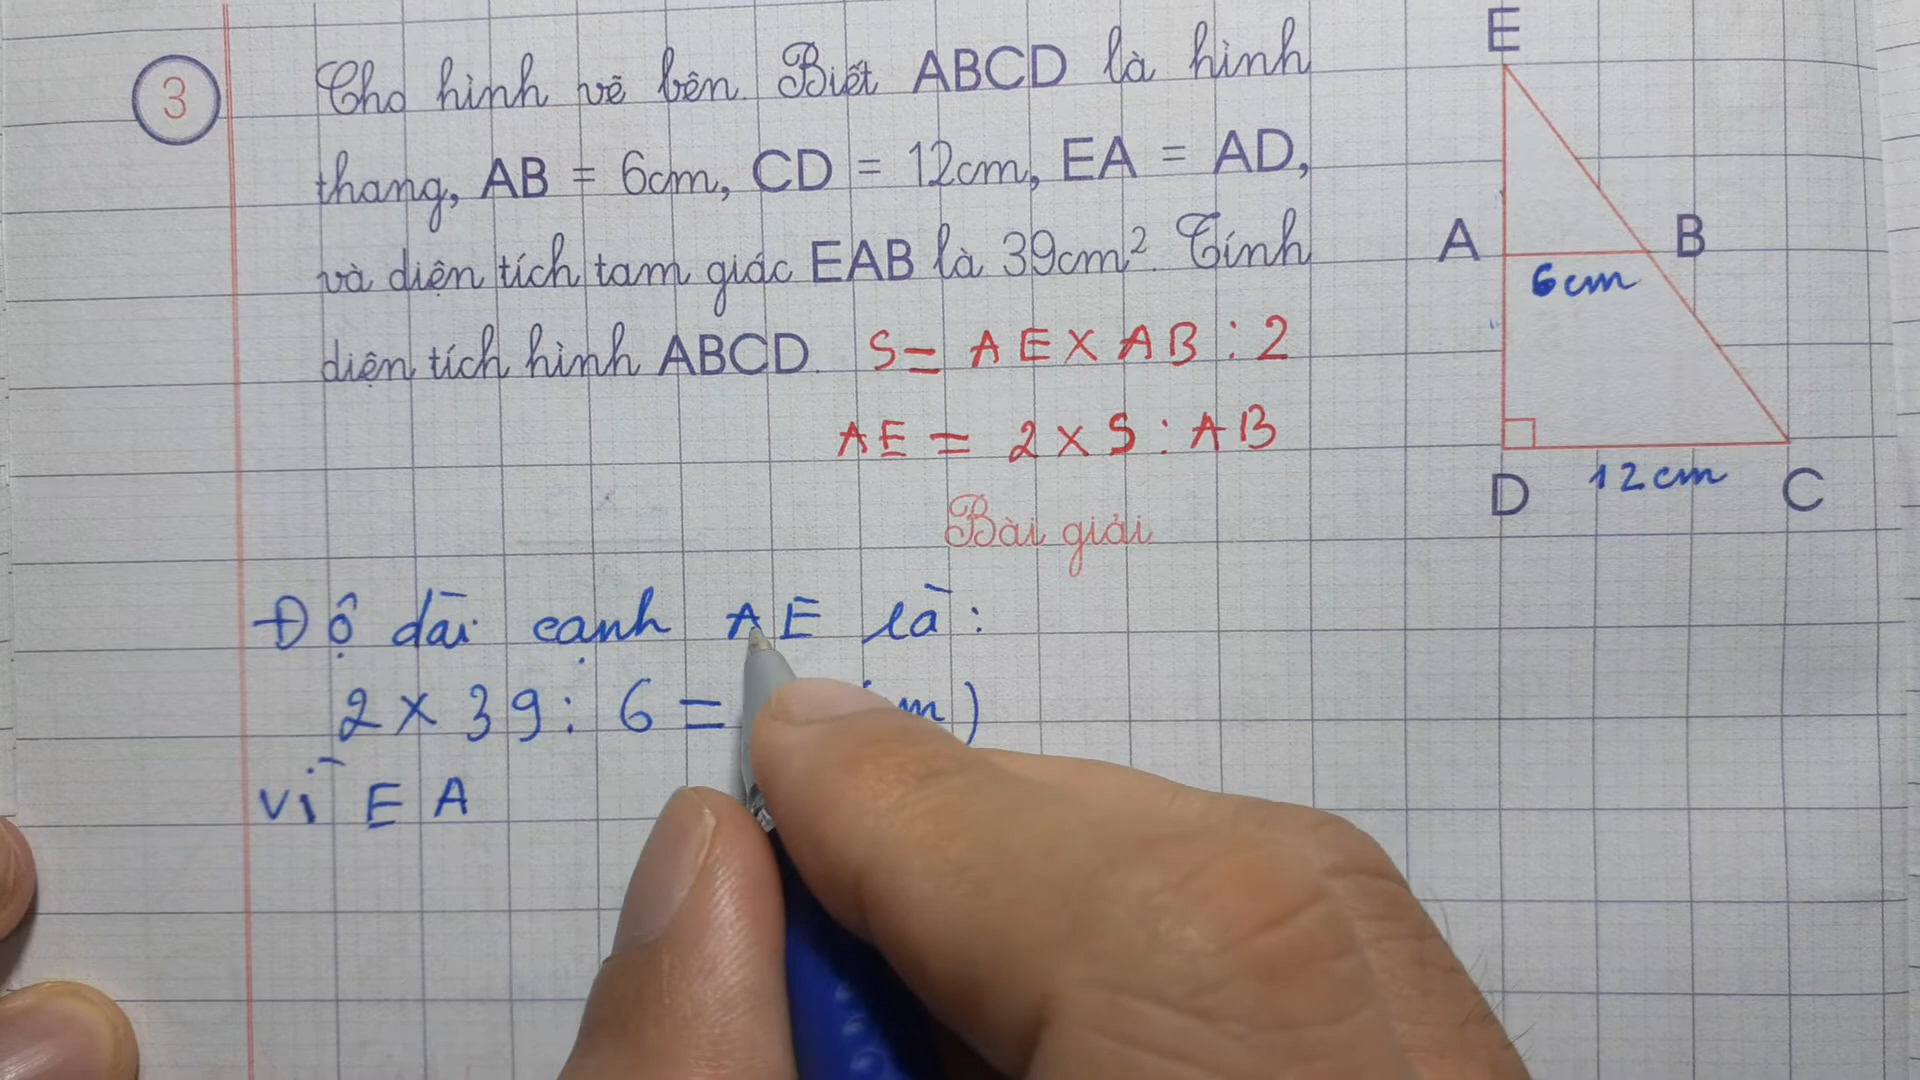 3
Cho hình vẽ bên. Biết ABCD là hình
thang, AB = 6cm, CD = 12cm, EA = AD,
và diện tích tam giác EAB là 39cm². Tính
diện tích hình ABCD.
S = AE × AB : 2
AE = 2 × S : AB
Bài giải
Độ dài cạnh AE là:
2 × 39 : 6 = m)
vì EA
E
A
B
6cm
D
12cm
C